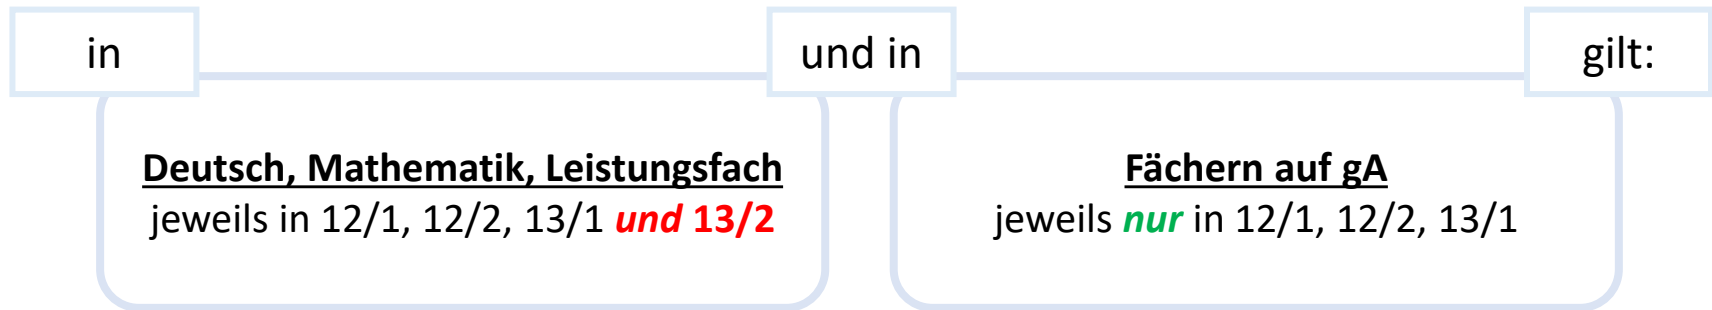 in
und in
gilt:
Deutsch, Mathematik, Leistungsfach
jeweils in 12/1, 12/2, 13/1 und 13/2
Fächern auf gA
jeweils nur in 12/1, 12/2, 13/1